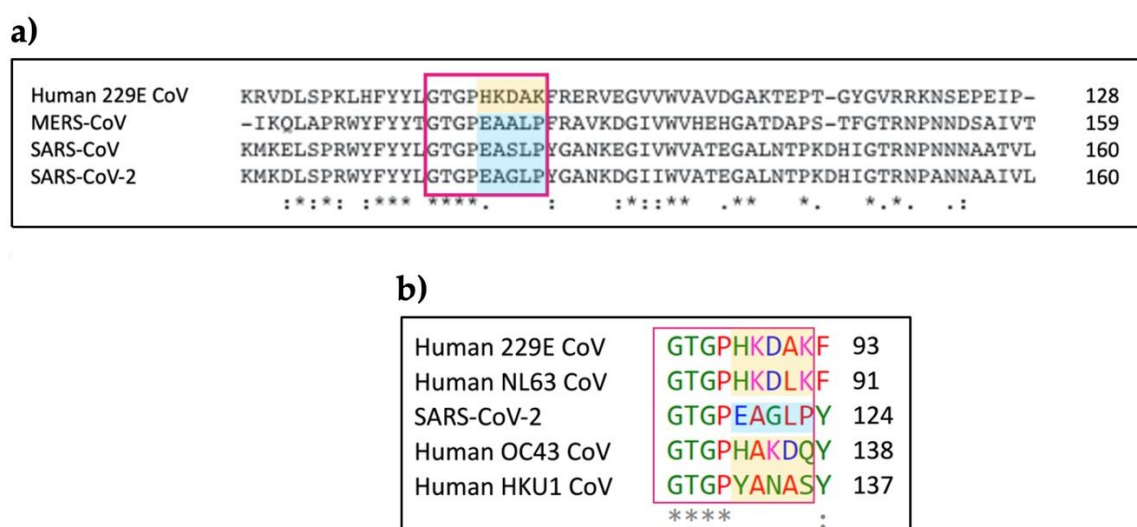 a)
Human 229E CoV KRVDLSPKLHFYYLGTGPHKDAKFRERVEGVVWVAVDGAKTEPT-GYGVRRKNSEPEIP- 128
MERS-CoV -IKQLAPRWYFYYTGTGPEAALPFRAVKDGIVWVHEHGATDAPS-TFGTRNPNNDSAIVT 159
SARS-CoV KMKELSPRWYFYYLGTGPEASLPYGANKEGIVWVATEGALNTPKDHIGTRNPNNNAATVL 160
SARS-CoV-2 KMKDLSPRWYFYYLGTGPEAGLPYGANKDGIIWVATEGALNTPKDHIGTRNPANNAAIVL 160
:*:*: :*** ****. : :*::** .** *. *.*. .:
b)
Human 229E CoV GTGPHKDAKF 93
Human NL63 CoV GTGPHKDLKF 91
SARS-CoV-2 GTGPEAGLPY 124
Human OC43 CoV GTGPHAKDQY 138
Human HKU1 CoV GTGPYANASY 137
**** :